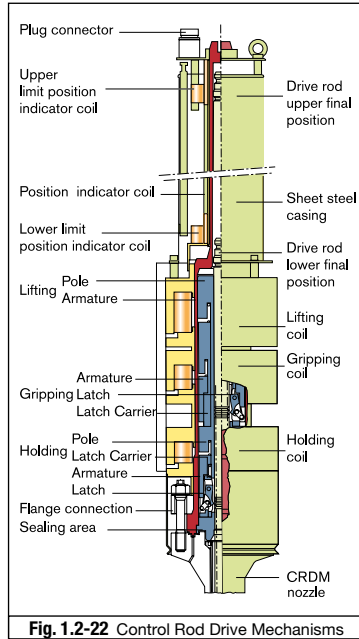 Plug connector
Upper
limit position
indicator coil
Drive rod
upper final
position
Position indicator coil
Sheet steel
casing
Lower limit
position indicator coil
Drive rod
lower final
position
Lifting
Pole
Armature
Lifting
coil
Gripping
coil
Armature
Gripping
Latch
Latch Carrier
Holding
Pole
Latch Carrier
Holding
coil
Armature
Latch
Flange connection
Sealing area
CRDM
nozzle
Fig. 1.2-22 Control Rod Drive Mechanisms